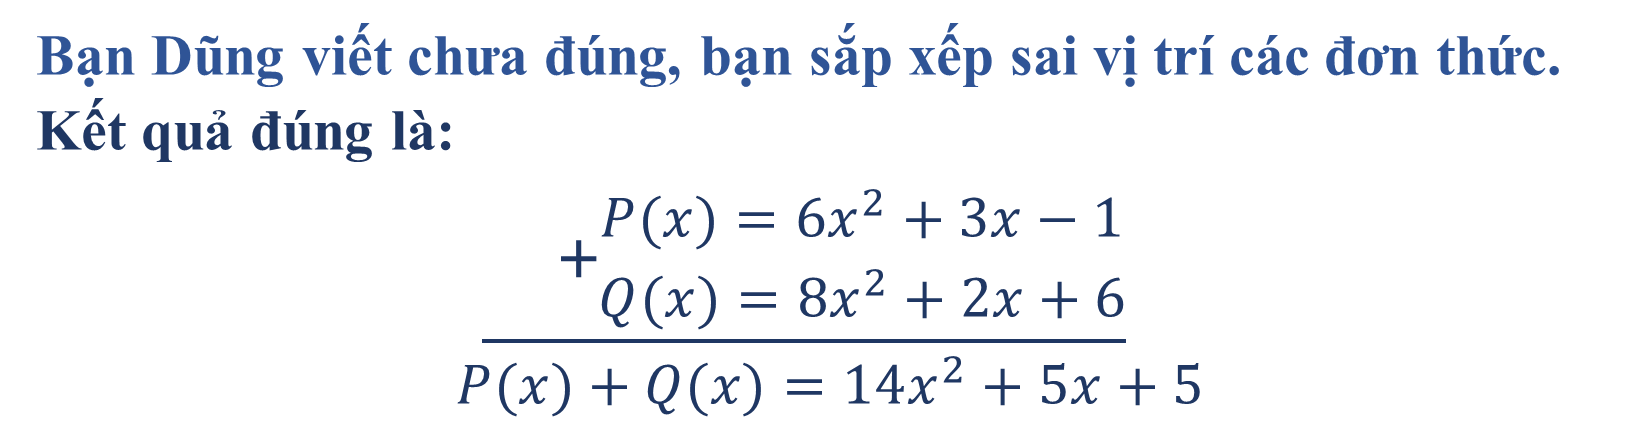 Bạn Dũng viết chưa đúng, bạn sắp xếp sai vị trí các đơn thức.
Kết quả đúng là:
P(x) = 6x² + 3x − 1
+
Q(x) = 8x² + 2x + 6
P(x) + Q(x) = 14x² + 5x + 5